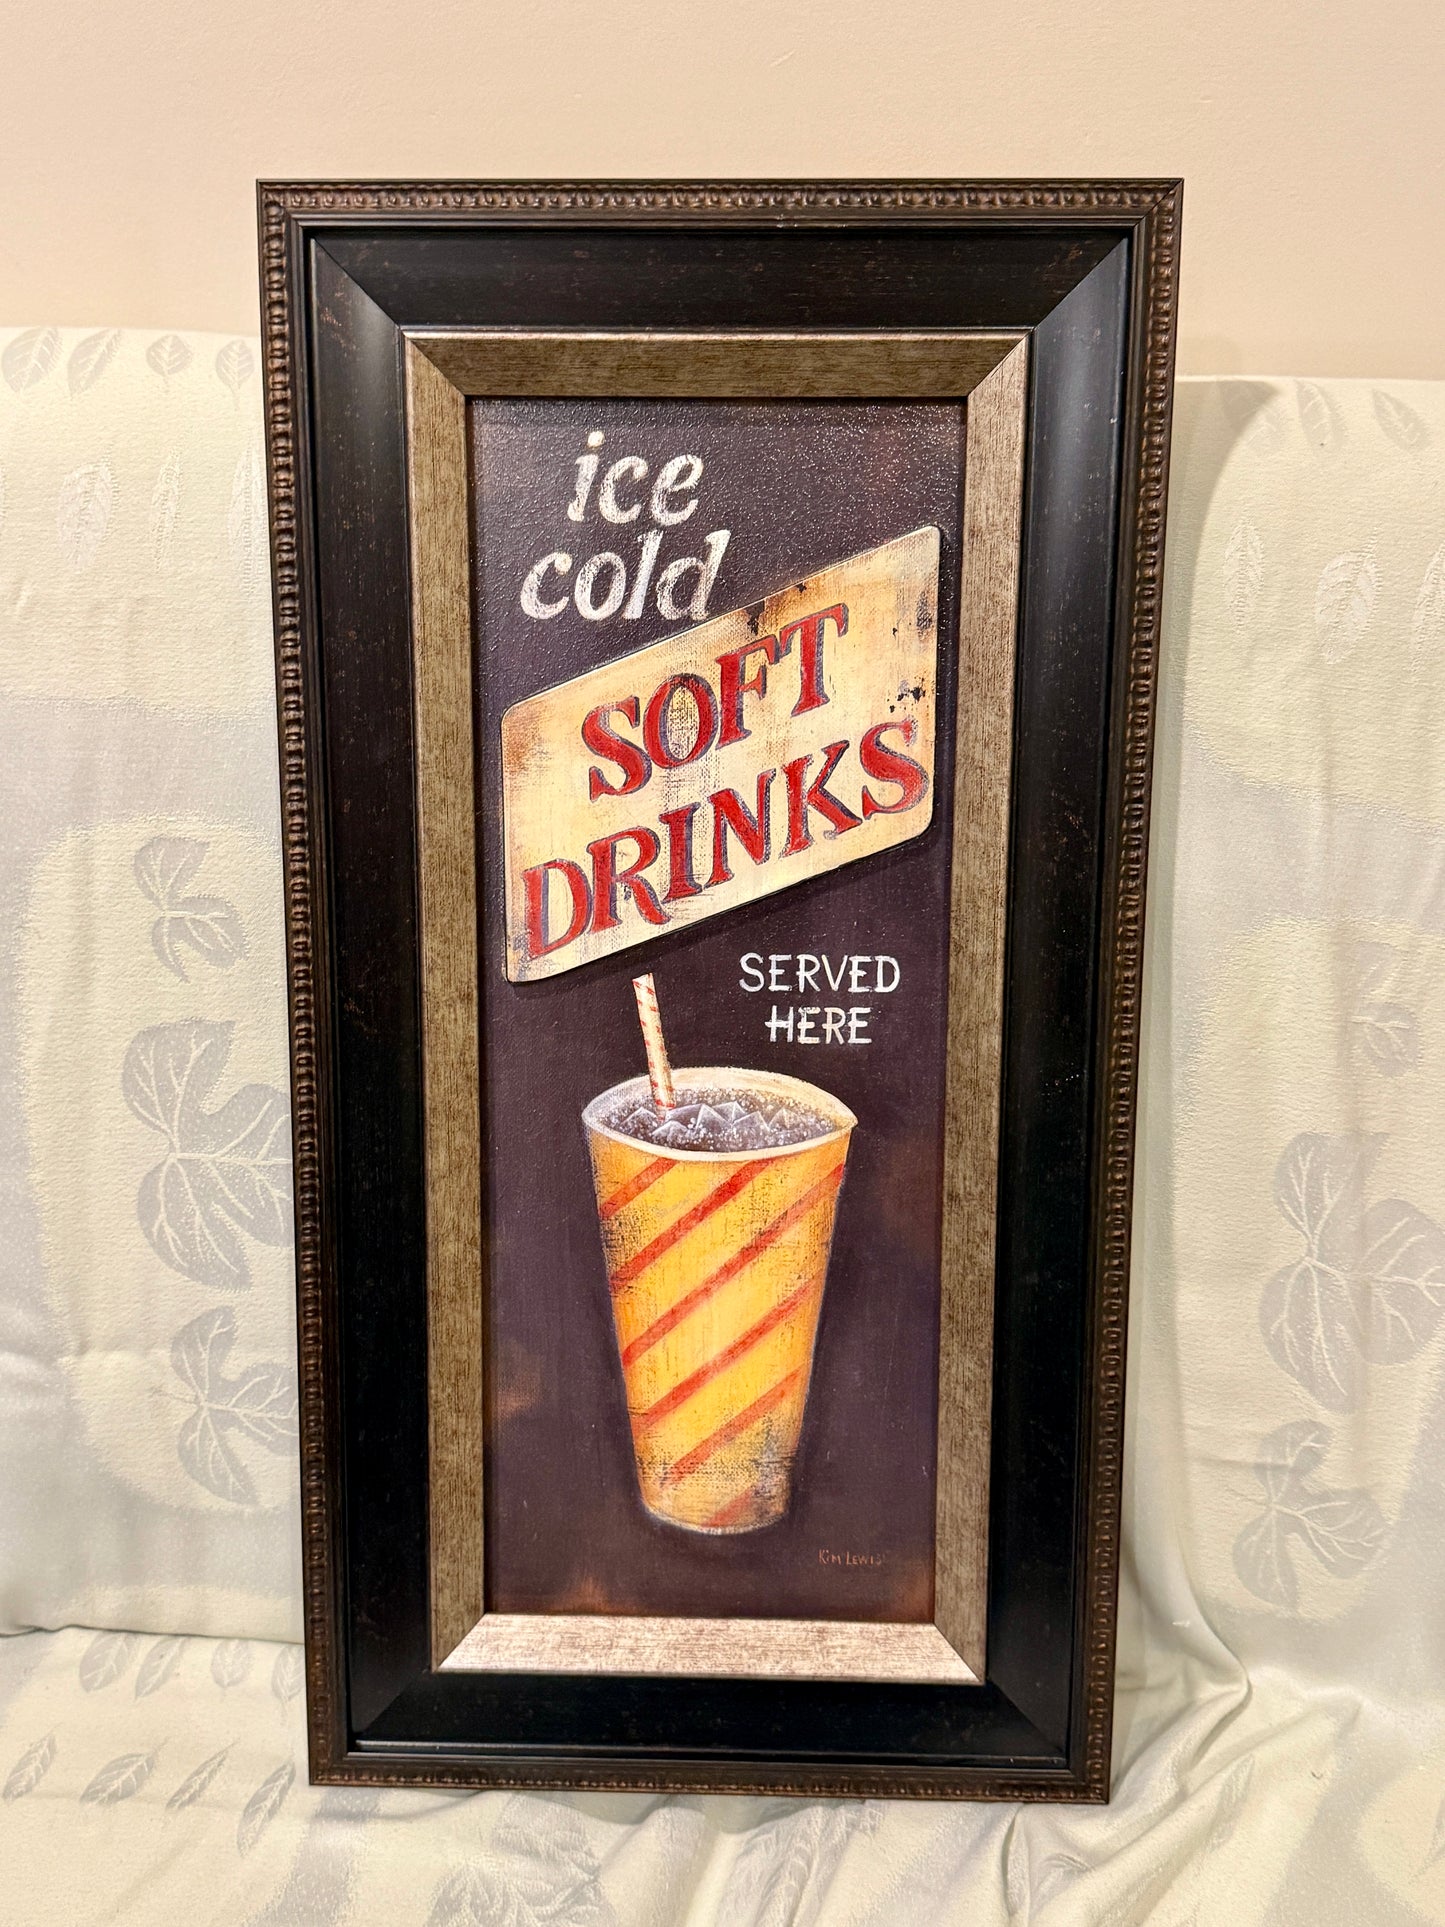 ice
cold
SOFT
DRINKS
SERVED
HERE
KIM LEWIS